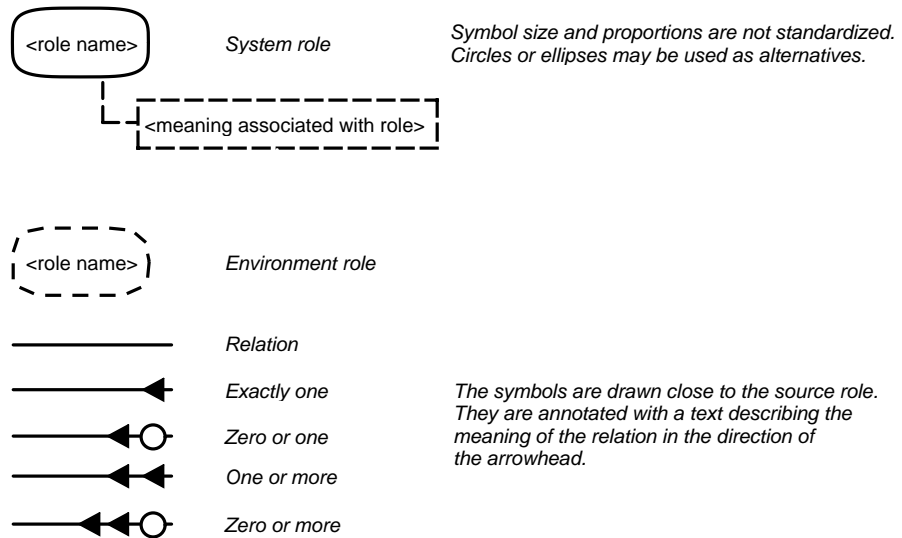 <role name>
System role
Symbol size and proportions are not standardized.
Circles or ellipses may be used as alternatives.
<meaning associated with role>
<role name>
Environment role
Relation
Exactly one
Zero or one
One or more
Zero or more
The symbols are drawn close to the source role.
They are annotated with a text describing the
meaning of the relation in the direction of
the arrowhead.